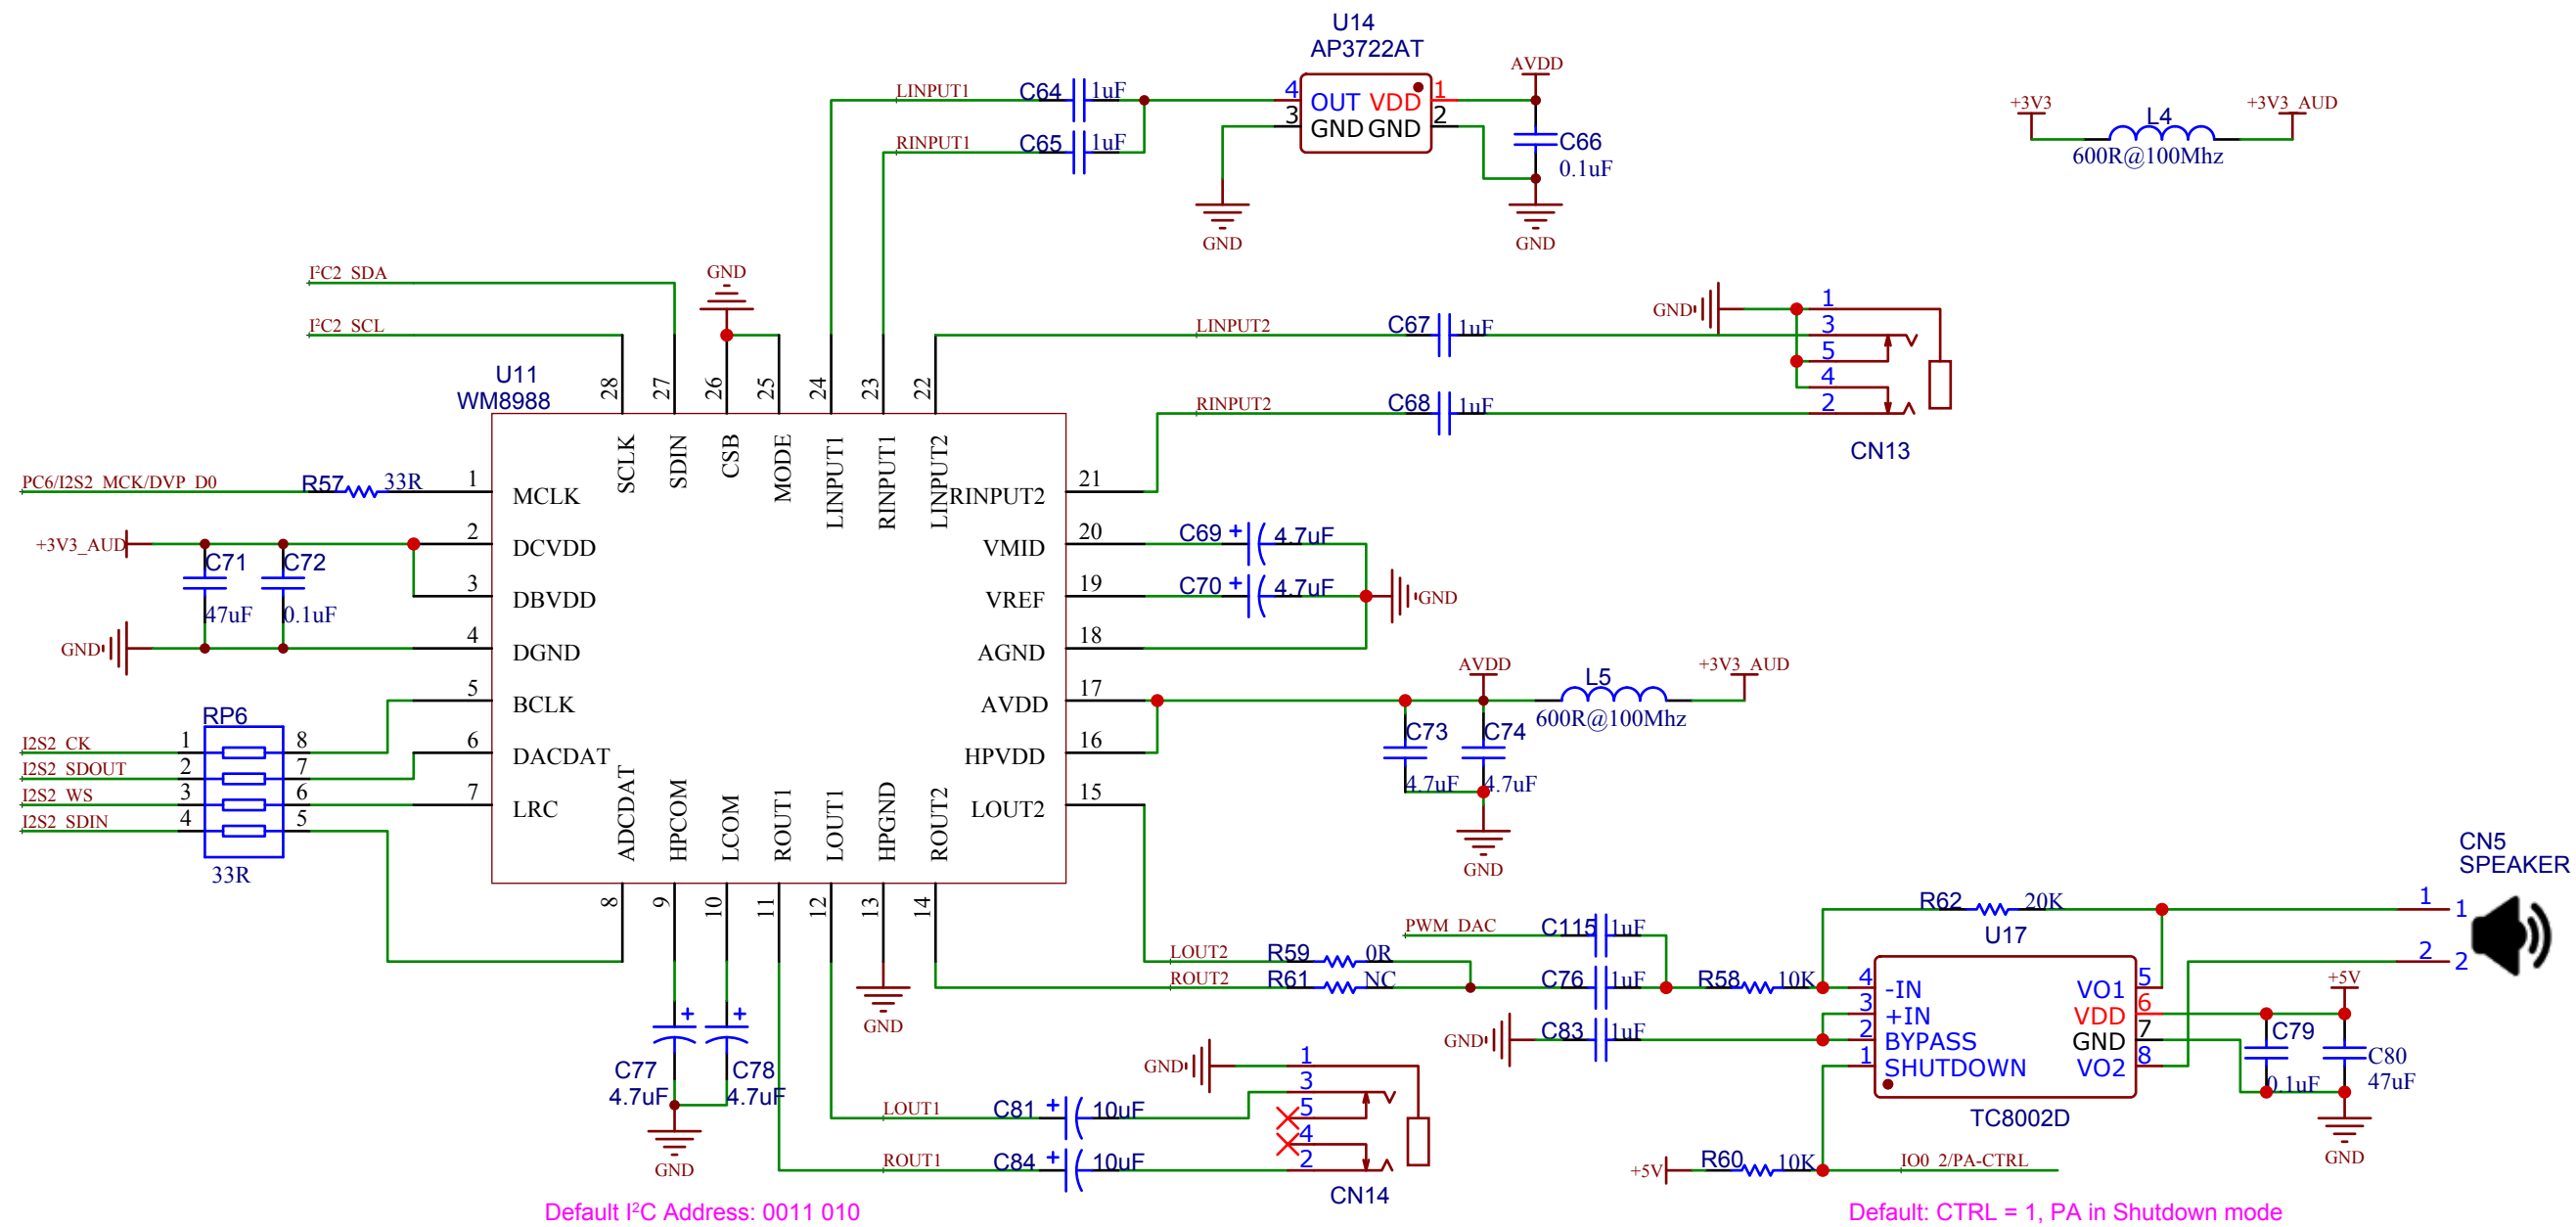 U14
AP3722AT
AVDD
LINPUT1 C64 1uF
4 OUT VDD 1
3 GND GND 2
RINPUT1 C65 1uF
C66
0.1uF
GND
GND
+3V3
L4
+3V3_AUD
600R@100Mhz
I²C2_SDA
I²C2_SCL
GND
U11
WM8988
28 27 26 25 24 23 22
SCLK SDIN CSB MODE LINPUT1 RINPUT1 LINPUT2
LINPUT2 C67 1uF
RINPUT2 C68 1uF
GND
1
3
5
4
2
CN13
PC6/I2S2_MCK/DVP_D0 R57 33R 1 MCLK
+3V3_AUD 2 DCVDD
C71 C72
47uF 0.1uF
3 DBVDD
GND 4 DGND
5 BCLK
6 DACDAT
7 LRC
RP6
I2S2_CK 1 8
I2S2_SDOUT 2 7
I2S2_WS 3 6
I2S2_SDIN 4 5
33R
RINPUT2 21
VMID 20 C69 + 4.7uF
VREF 19 C70 + 4.7uF
GND
AGND 18
AVDD 17
HPVDD 16
LOUT2 15
AVDD
L5
+3V3_AUD
600R@100Mhz
C73 C74
4.7uF 4.7uF
GND
ADCDAT HPCOM LCOM ROUT1 LOUT1 HPGND ROUT2
8 9 10 11 12 13 14
+ +
C77 C78
4.7uF 4.7uF
GND
GND
LOUT2 R59 0R
ROUT2 R61 NC
PWM_DAC C115 1uF
C76 1uF R58 10K
GND C83 1uF
R62 20K
U17
4 -IN VO1 5
3 +IN VDD 6
2 BYPASS GND 7
1 SHUTDOWN VO2 8
TC8002D
CN5
SPEAKER
1 1
2 2
+5V
C79
0.1uF
C80
47uF
GND
+5V R60 10K IO0_2/PA-CTRL
GND
1
3
5
4
2
LOUT1 C81 + 10uF
ROUT1 C84 + 10uF
CN14
Default I²C Address: 0011 010
Default: CTRL = 1, PA in Shutdown mode